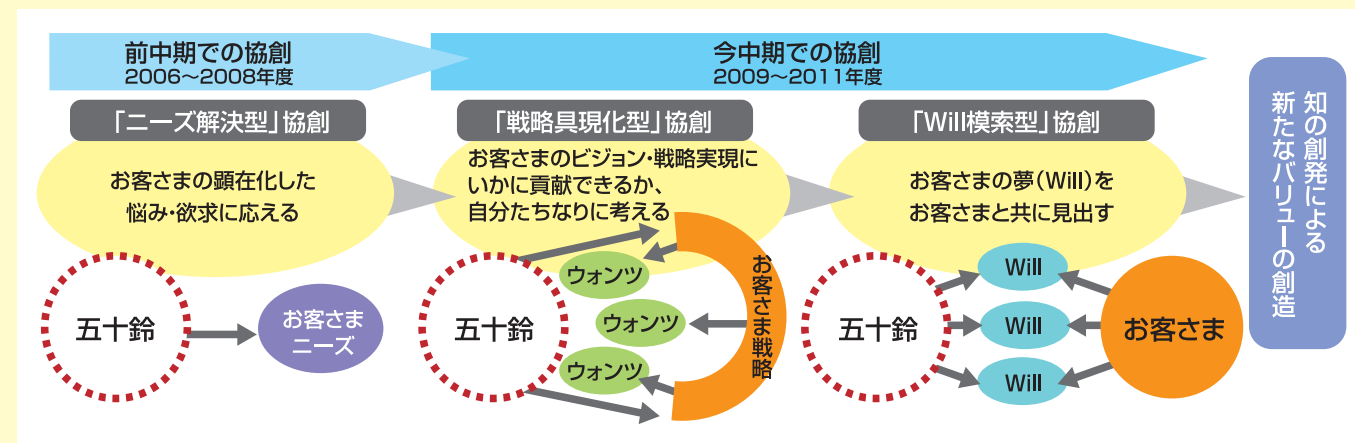 前中期での協創
2006〜2008年度
今中期での協創
2009〜2011年度
「ニーズ解決型」協創
お客さまの顕在化した
悩み・欲求に応える
五十鈴
お客さま
ニーズ
「戦略具現化型」協創
お客さまのビジョン・戦略実現に
いかに貢献できるか、
自分たちなりに考える
五十鈴
ウォンツ
ウォンツ
ウォンツ
お客さま戦略
「Will模索型」協創
お客さまの夢（Will）を
お客さまと共に見出す
五十鈴
Will
Will
Will
お客さま
知の創発による
新たなバリューの創造